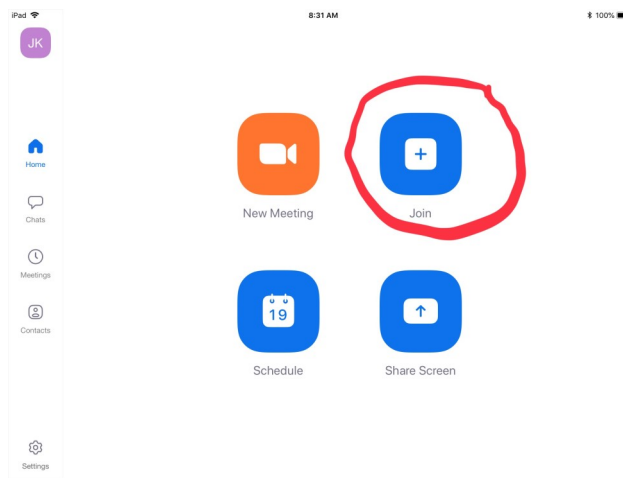 iPad 8:31 AM 100%
JK
Home
Chats
Meetings
Contacts
Settings
New Meeting Join
19
Schedule Share Screen